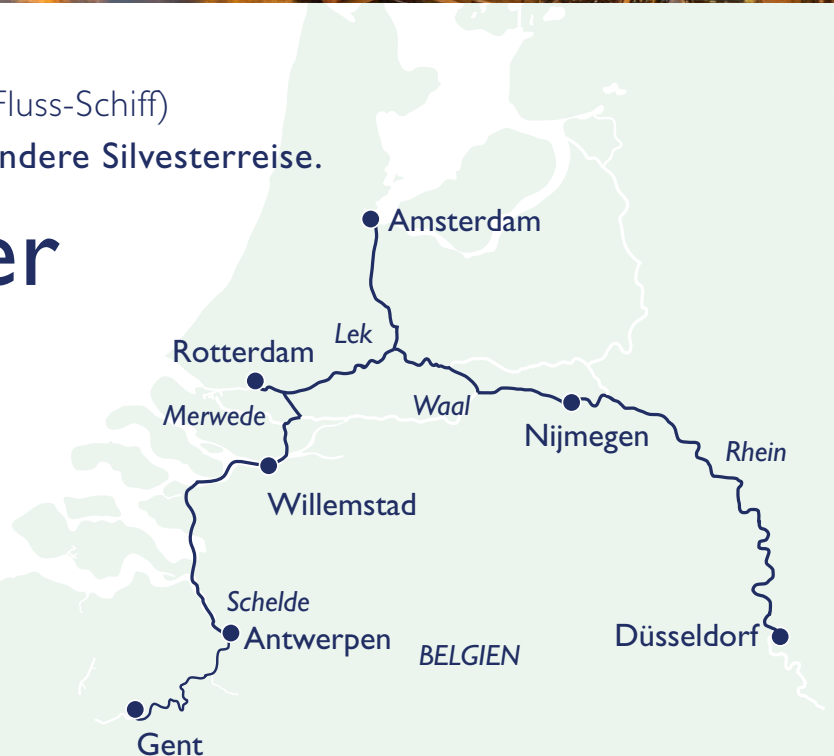 Fluss-Schiff)
ndere Silvesterreise.
er
Amsterdam
Lek
Rotterdam
Merwede
Waal
Nijmegen
Rhein
Willemstad
Schelde
Antwerpen
BELGIEN
Düsseldorf
Gent